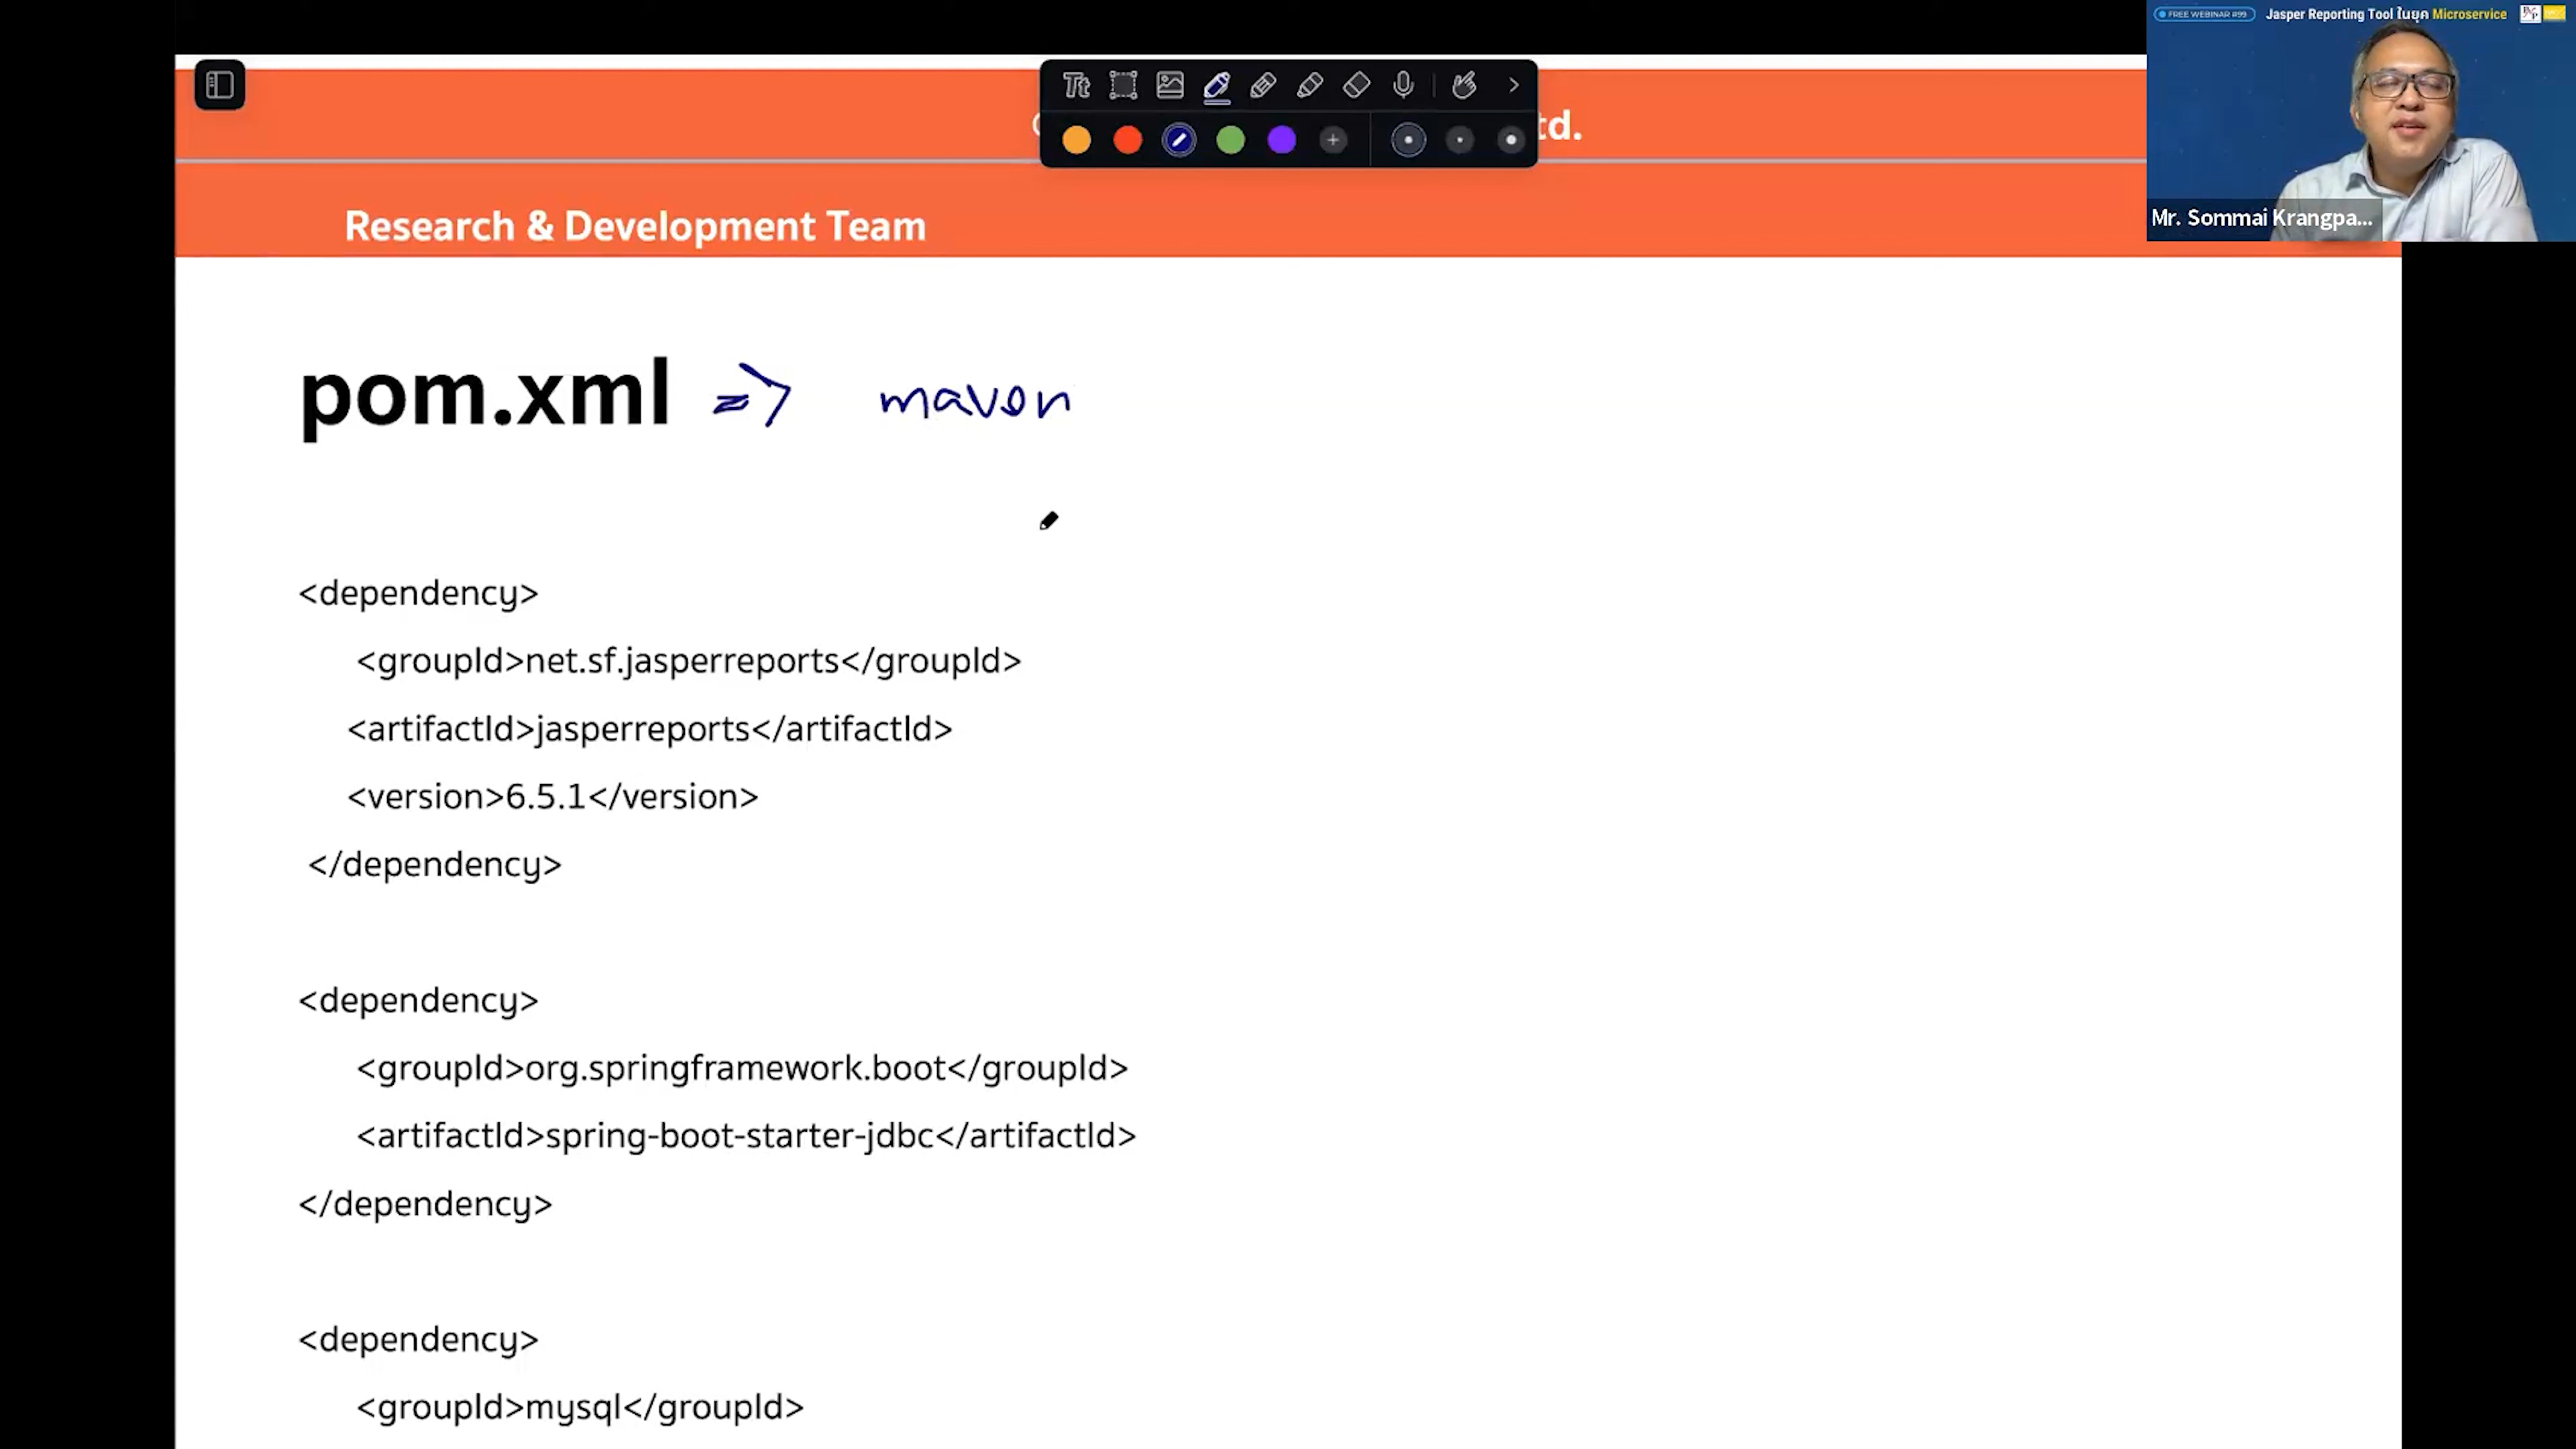 FREE WEBINAR #99
Jasper Reporting Tool ในยุค Microservice
Tt
td.
Research & Development Team
Mr. Sommai Krangpa...
pom.xml => maven
<dependency>
<groupId>net.sf.jasperreports</groupId>
<artifactId>jasperreports</artifactId>
<version>6.5.1</version>
</dependency>
<dependency>
<groupId>org.springframework.boot</groupId>
<artifactId>spring-boot-starter-jdbc</artifactId>
</dependency>
<dependency>
<groupId>mysql</groupId>